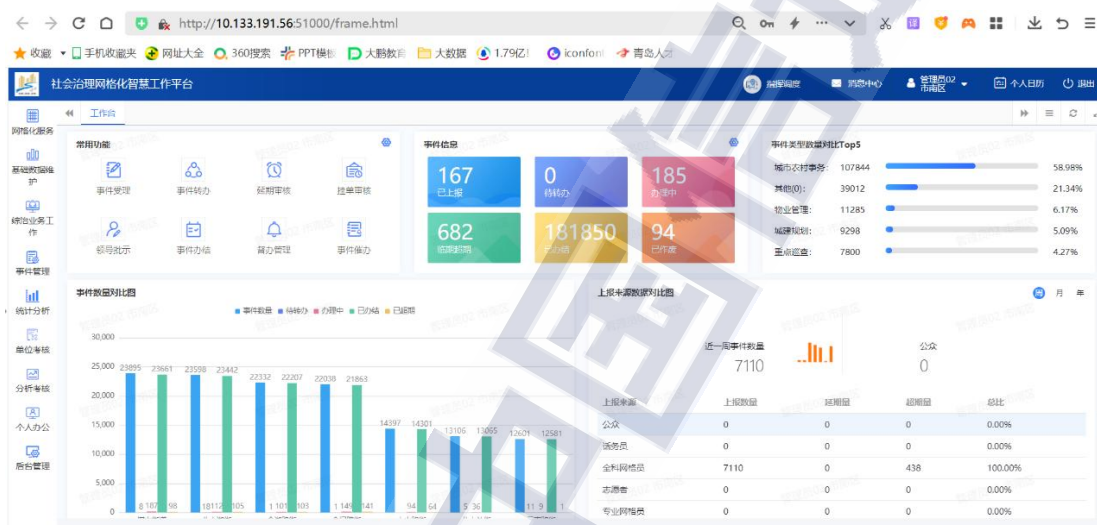 http://10.133.191.56:51000/frame.html
收藏 手机收藏夹 网址大全 360搜索 PPT模板 大鹏教育 大数据 1.79亿! iconfont 青岛人才
社会治理网格化智慧工作平台 指挥调度 消息中心 管理员02 市南区 个人日历 退出
工作台
网格化服务
基础数据维护
综治业务工作
事件管理
统计分析
单位考核
分析考核
个人办公
后台管理
常用功能
事件受理 事件转办 延期审核 挂单审核
领导批示 事件办结 督办管理 事件催办
事件信息
167 0 185
已上报 待转办 办理中
682 181850 94
临期超期 已办结 已作废
事件类型数量对比Top5
城市农村事务: 107844 58.98%
其他(0): 39012 21.34%
物业管理: 11285 6.17%
城建规划: 9298 5.09%
重点巡查: 7800 4.27%
事件数量对比图
事件数量 待转办 办理中 已办结 已超期
30,000
25,000
20,000
15,000
10,000
5,000
0
23895 23661 23598 23442 22332 22207 22038 21863 14397 14301 13106 13065 12601 12581
上报来源数据对比图 周 月 年
近一周事件数量 公众
7110 0
上报来源 上报数量 延期量 超期量 总比
公众 0 0 0 0.00%
话务员 0 0 0 0.00%
全科网格员 7110 0 438 100.00%
志愿者 0 0 0 0.00%
专业网格员 0 0 0 0.00%